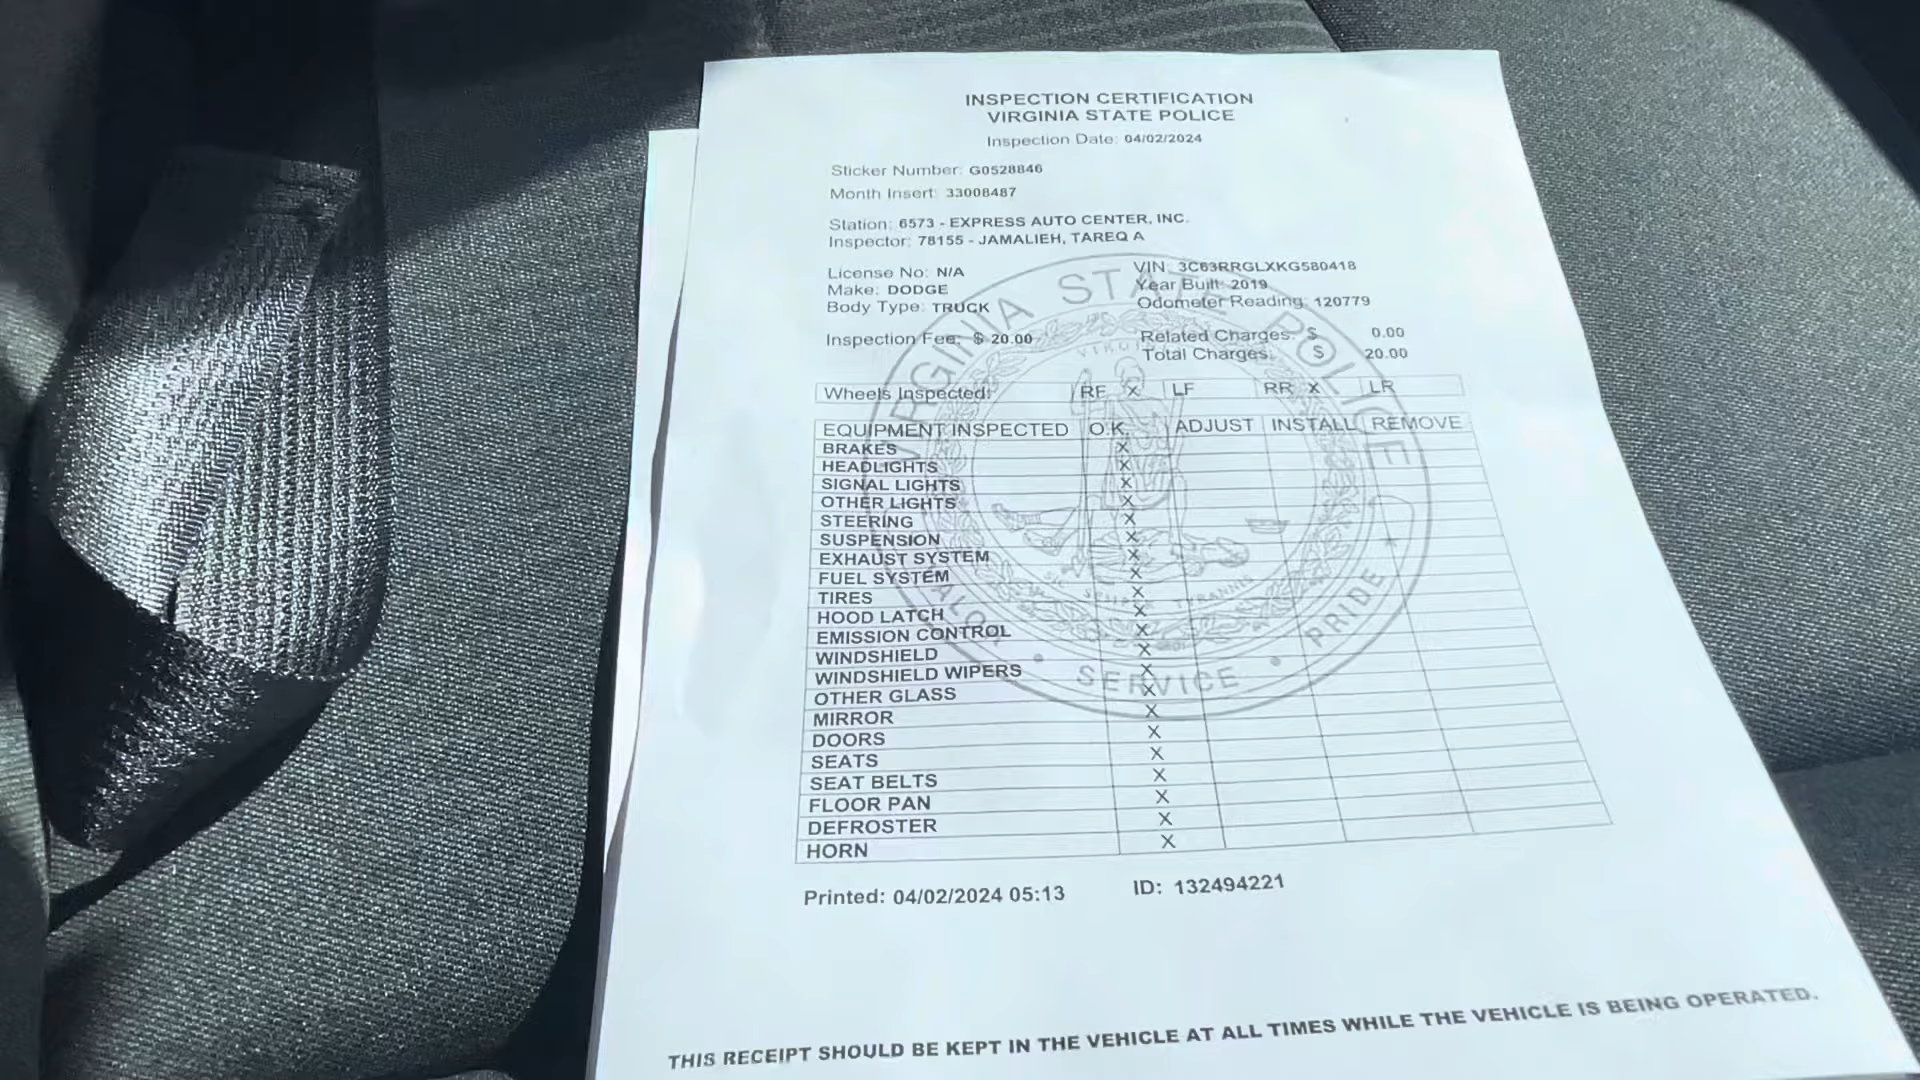 INSPECTION CERTIFICATION
VIRGINIA STATE POLICE
Inspection Date: 04/02/2024
Sticker Number: G0528846
Month Insert: 33008487
Station: 6573 - EXPRESS AUTO CENTER, INC.
Inspector: 78155 - JAMALIEH, TAREQ A
License No: N/A VIN: 3C63RRGLXKG580418
Make: DODGE Year Built: 2019
Body Type: TRUCK Odometer Reading: 120779
Inspection Fee: $ 20.00 Related Charges: $ 0.00
Total Charges: $ 20.00
Wheels Inspected: RF X LF RR X LR
EQUIPMENT INSPECTED O.K. ADJUST INSTALL REMOVE
BRAKES X
HEADLIGHTS X
SIGNAL LIGHTS X
OTHER LIGHTS X
STEERING X
SUSPENSION X
EXHAUST SYSTEM X
FUEL SYSTEM X
TIRES X
HOOD LATCH X
EMISSION CONTROL X
WINDSHIELD X
WINDSHIELD WIPERS X
OTHER GLASS X
MIRROR X
DOORS X
SEATS X
SEAT BELTS X
FLOOR PAN X
DEFROSTER X
HORN X
Printed: 04/02/2024 05:13 ID: 132494221
THIS RECEIPT SHOULD BE KEPT IN THE VEHICLE AT ALL TIMES WHILE THE VEHICLE IS BEING OPERATED.
VIRGINIA STATE POLICE
VALOR • SERVICE • PRIDE